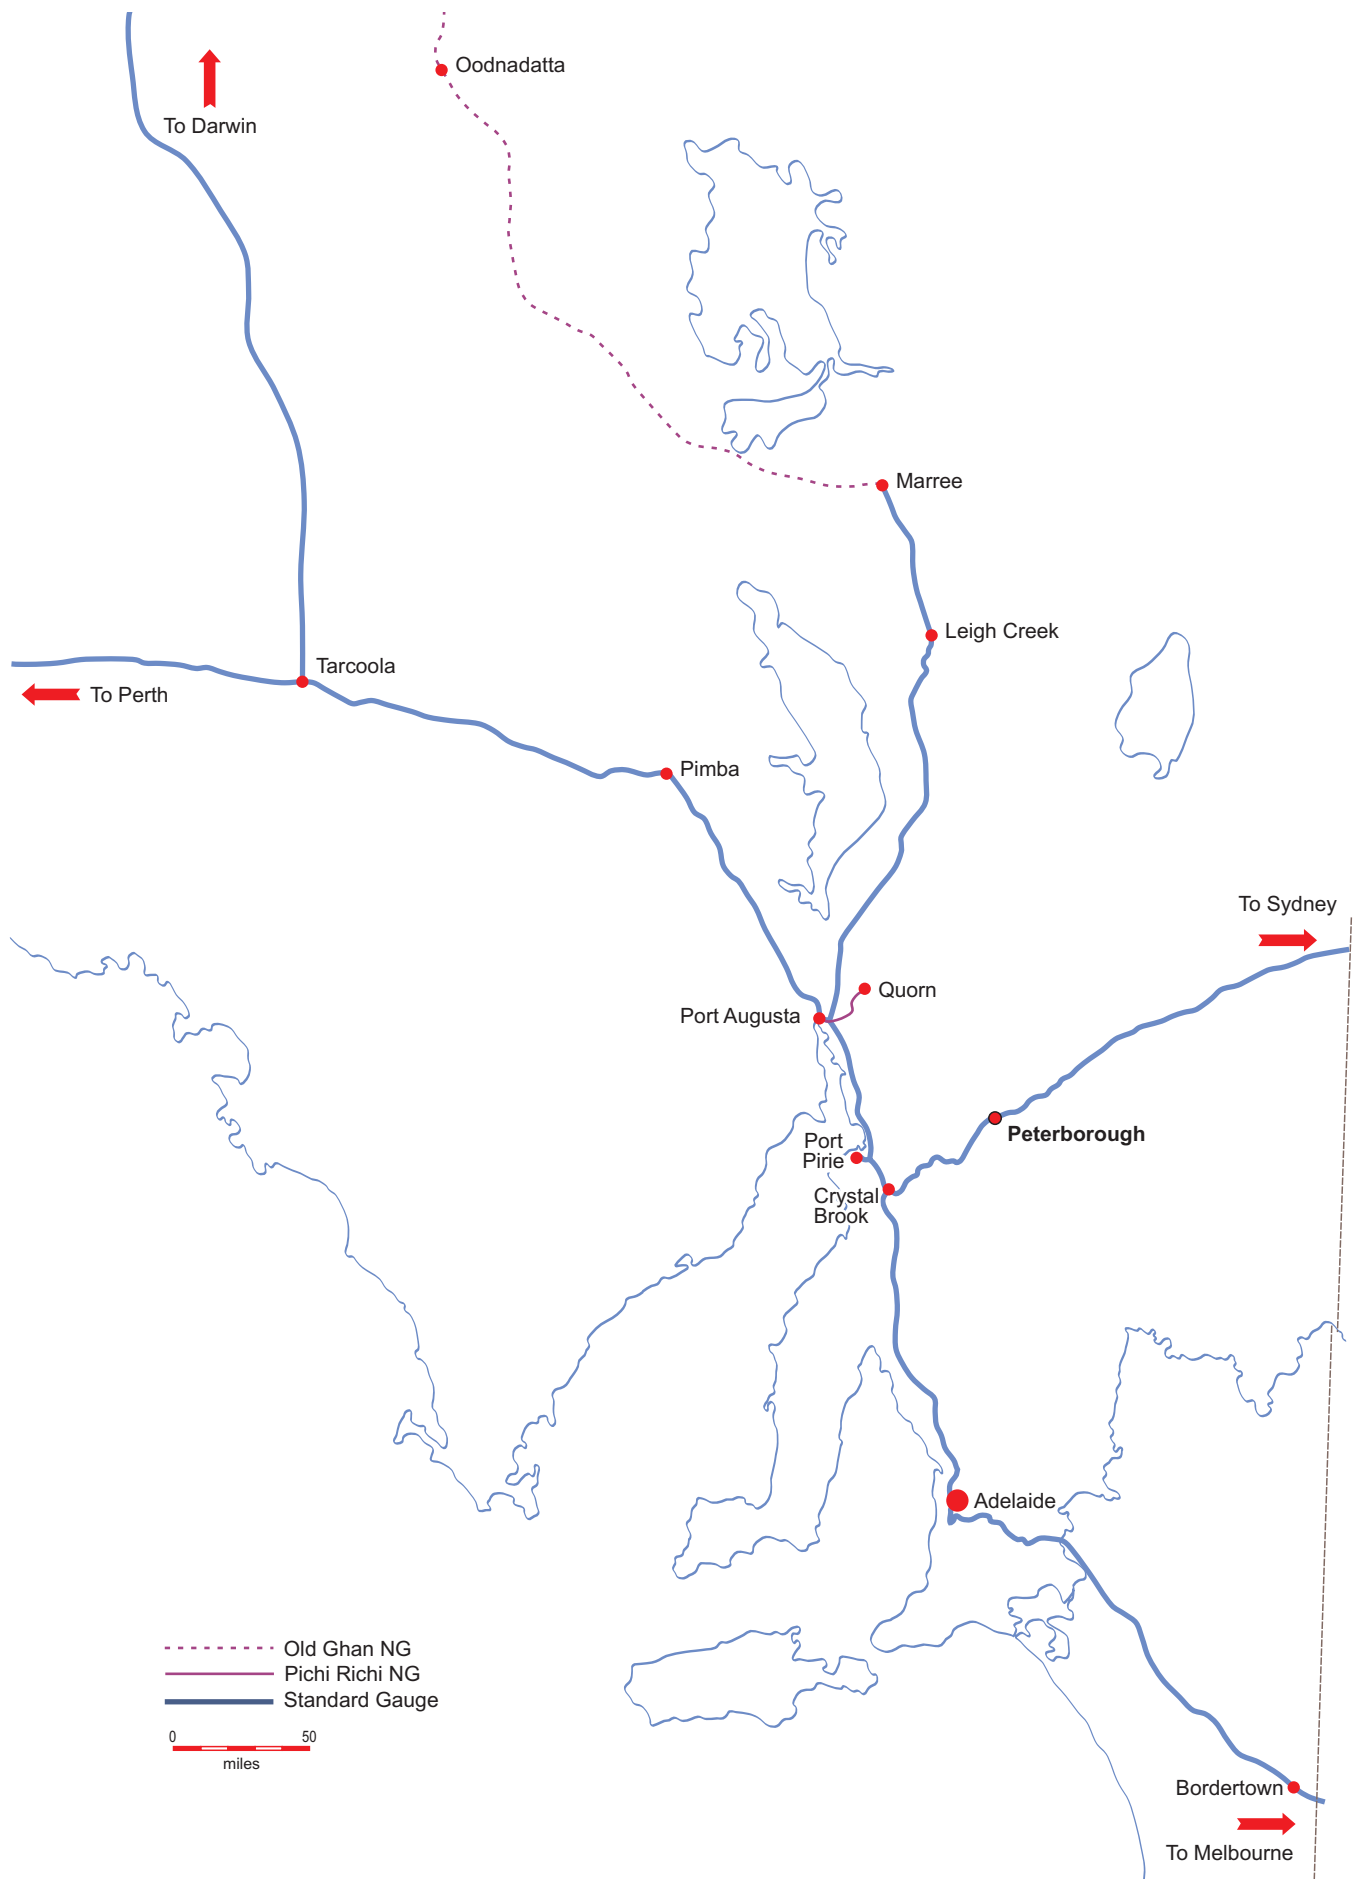 Oodnadatta
To Darwin
Marree
Leigh Creek
Tarcoola
To Perth
Pimba
To Sydney
Quorn
Port Augusta
Peterborough
Port
Pirie
Crystal
Brook
Adelaide
Old Ghan NG
Pichi Richi NG
Standard Gauge
0 50
miles
Bordertown
To Melbourne